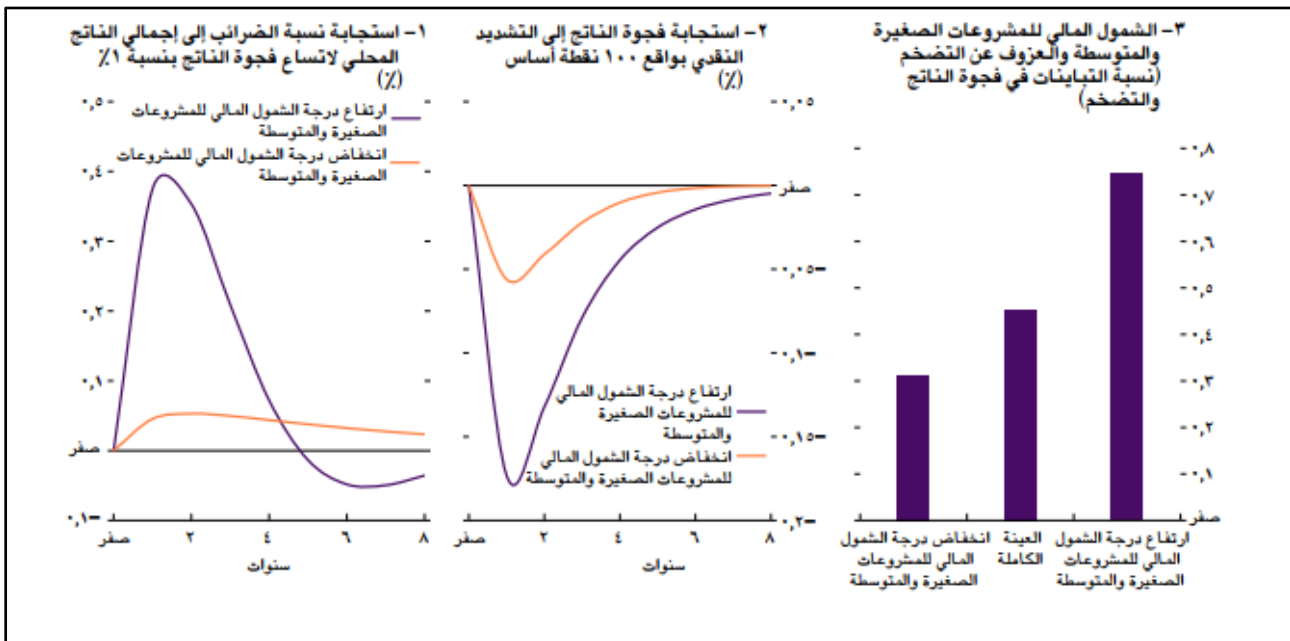 ١- استجابة نسبة الضرائب إلى إجمالي الناتج
المحلي لاتساع فجوة الناتج بنسبة ١٪
(٪)
٠,٥
ارتفاع درجة الشمول المالي للمشروعات
الصغيرة والمتوسطة
انخفاض درجة الشمول المالي للمشروعات
الصغيرة والمتوسطة
٠,٤
٠,٣
٠,٢
٠,١
صفر
٠,١−
صفر ٢ ٤ ٦ ٨
سنوات
٢- استجابة فجوة الناتج إلى التشديد
النقدي بواقع ١٠٠ نقطة أساس
(٪)
٠,٠٥
صفر
٠,٠٥−
٠,١−
٠,١٥−
٠,٢−
ارتفاع درجة الشمول المالي
للمشروعات الصغيرة
والمتوسطة
انخفاض درجة الشمول المالي
للمشروعات الصغيرة والمتوسطة
صفر ٢ ٤ ٦ ٨
سنوات
٣- الشمول المالي للمشروعات الصغيرة
والمتوسطة والعزوف عن التضخم
(نسبة التباينات في فجوة الناتج
والتضخم)
٠,٨
٠,٧
٠,٦
٠,٥
٠,٤
٠,٣
٠,٢
٠,١
صفر
انخفاض درجة الشمول
المالي للمشروعات
الصغيرة والمتوسطة
العينة
الكاملة
ارتفاع درجة الشمول
المالي للمشروعات
الصغيرة والمتوسطة